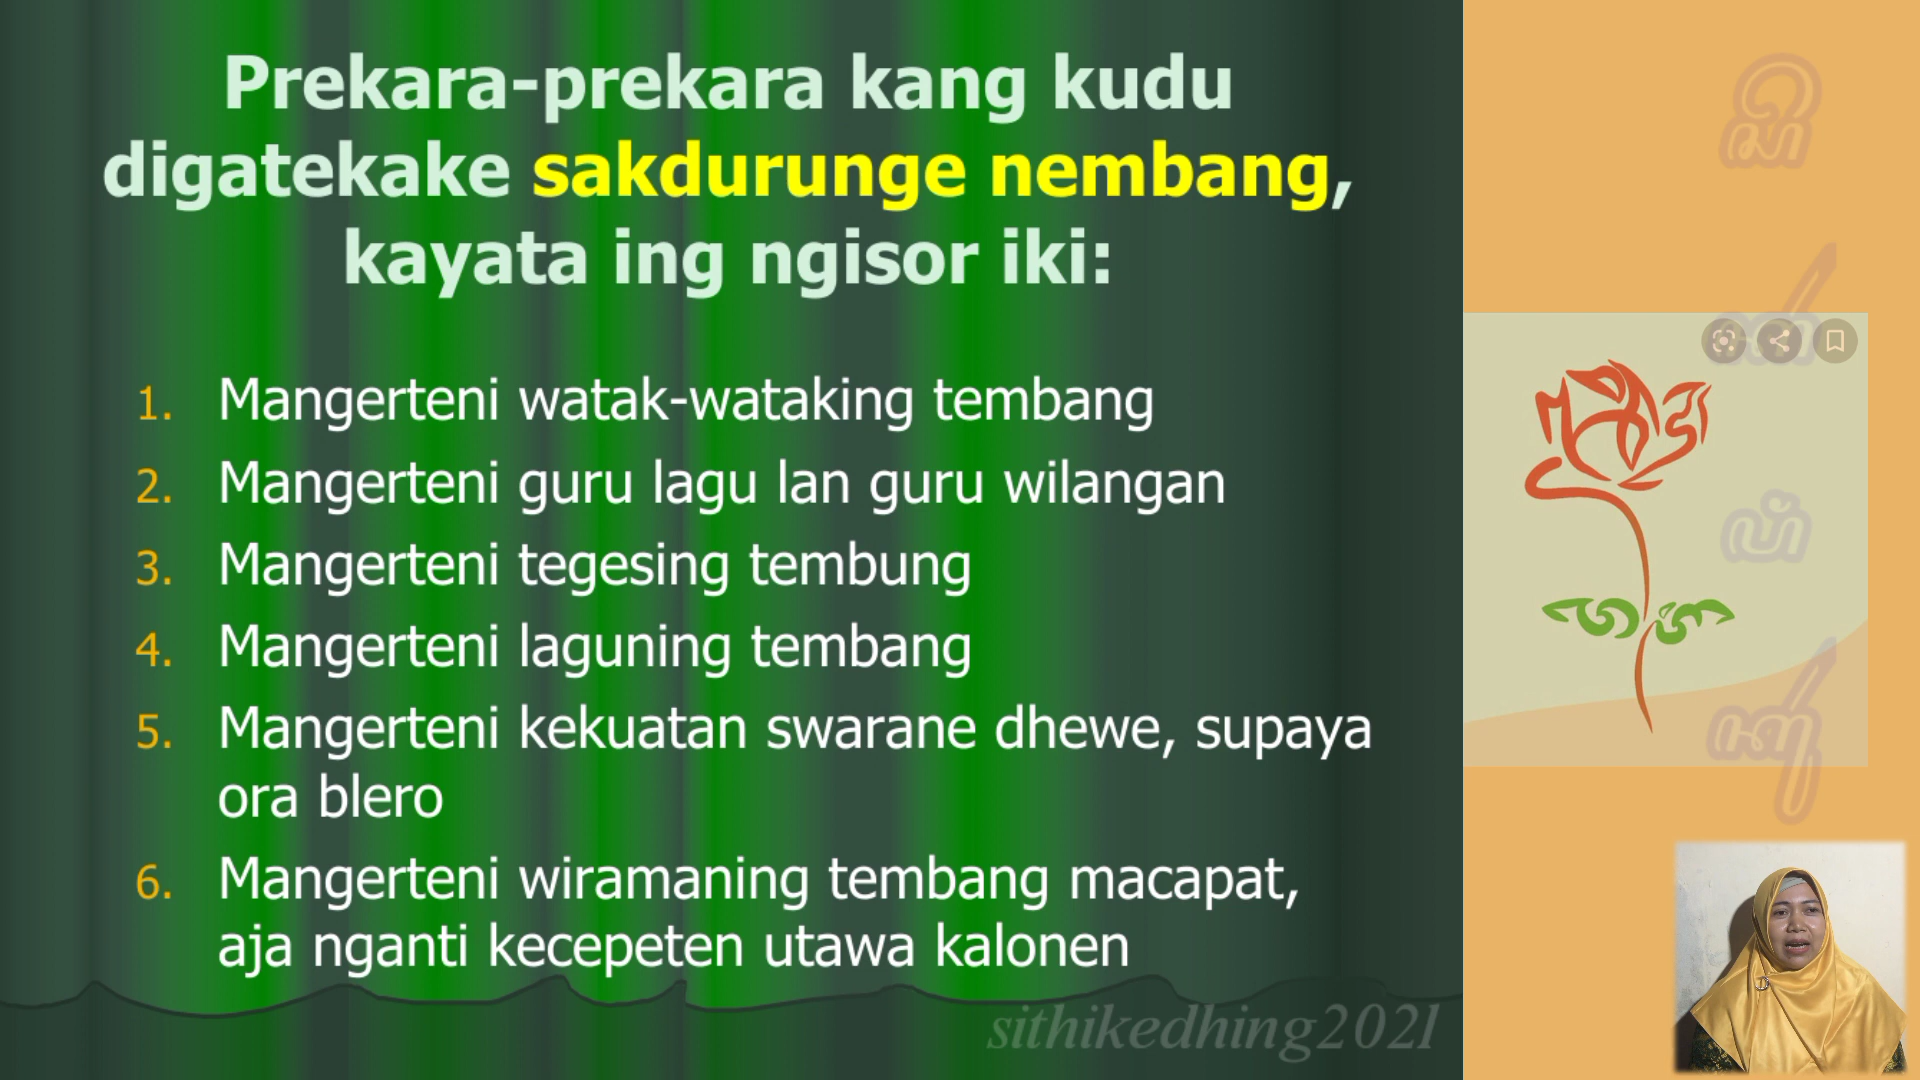 Prekara-prekara kang kudu
digatekake sakdurunge nembang,
kayata ing ngisor iki:
1. Mangerteni watak-wataking tembang
2. Mangerteni guru lagu lan guru wilangan
3. Mangerteni tegesing tembung
4. Mangerteni laguning tembang
5. Mangerteni kekuatan swarane dhewe, supaya
ora blero
6. Mangerteni wiramaning tembang macapat,
aja nganti kecepeten utawa kalonen
sithikedhing2021